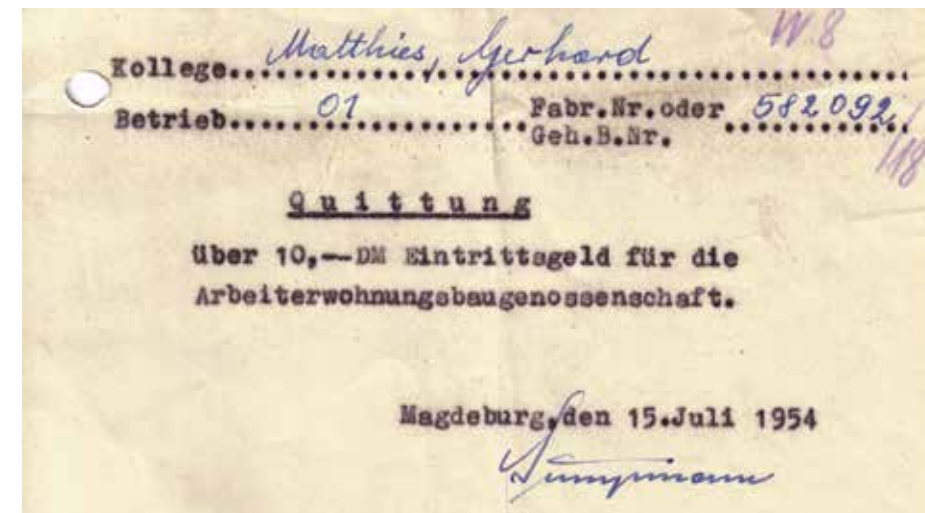 W. 8
Kollege.. Matthies, Gerhard
Betrieb.. 01 Fabr.Nr.oder 582092,/
Geh.B.Nr. 118
Quittung
über 10,-- DM Eintrittsgeld für die
Arbeiterwohnungsbaugenossenschaft.
Magdeburg,den 15.Juli 1954